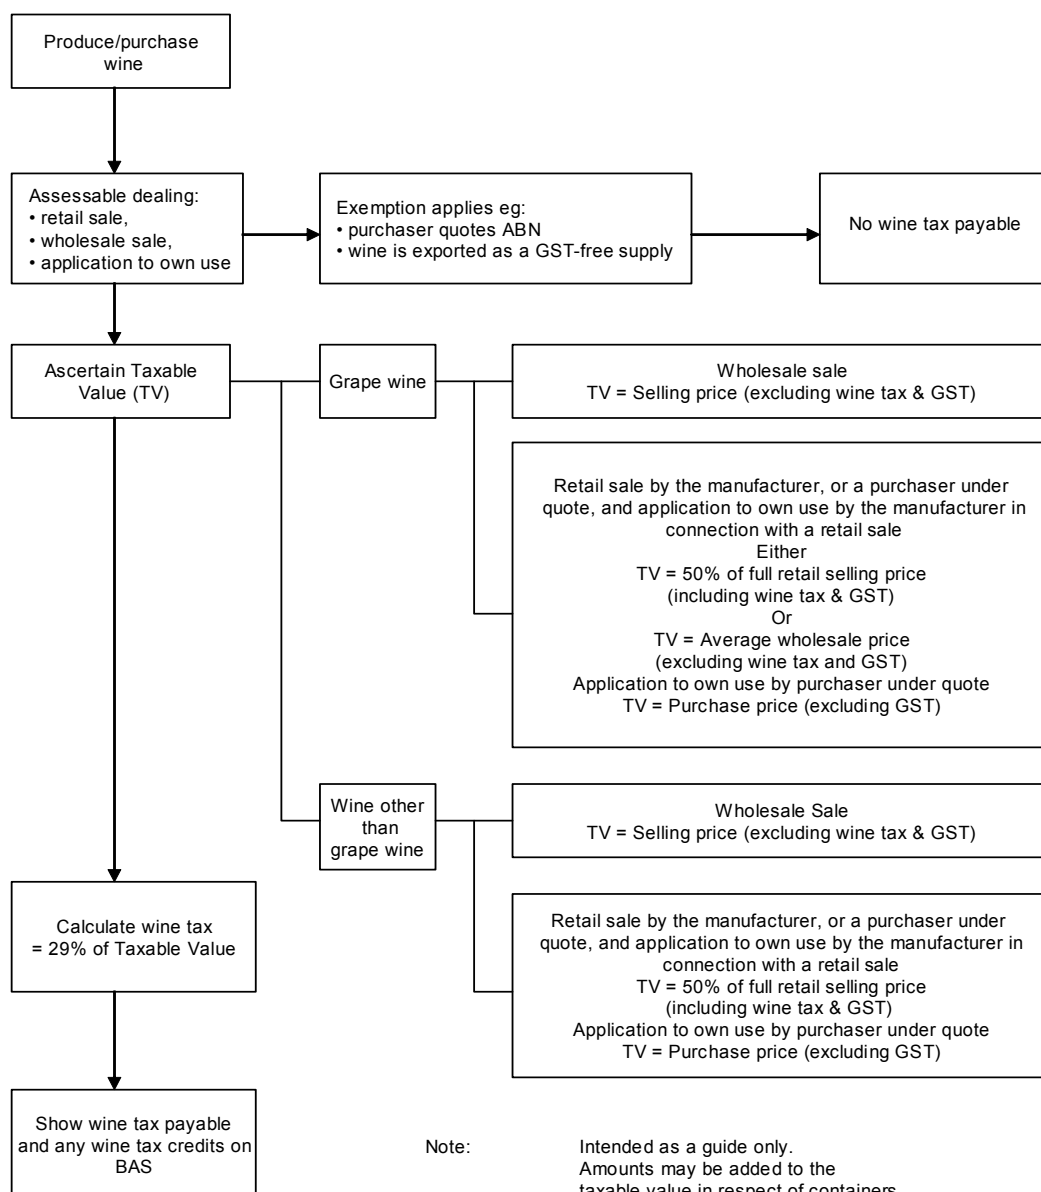 Produce/purchase
wine
Assessable dealing:
• retail sale,
• wholesale sale,
• application to own use
Exemption applies eg:
• purchaser quotes ABN
• wine is exported as a GST-free supply
No wine tax payable
Ascertain Taxable
Value (TV)
Grape wine
Wholesale sale
TV = Selling price (excluding wine tax & GST)
Retail sale by the manufacturer, or a purchaser under
quote, and application to own use by the manufacturer in
connection with a retail sale
Either
TV = 50% of full retail selling price
(including wine tax & GST)
Or
TV = Average wholesale price
(excluding wine tax and GST)
Application to own use by purchaser under quote
TV = Purchase price (excluding GST)
Wine other
than
grape wine
Wholesale Sale
TV = Selling price (excluding wine tax & GST)
Calculate wine tax
= 29% of Taxable Value
Retail sale by the manufacturer, or a purchaser under
quote, and application to own use by the manufacturer in
connection with a retail sale
TV = 50% of full retail selling price
(including wine tax & GST)
Application to own use by purchaser under quote
TV = Purchase price (excluding GST)
Show wine tax payable
and any wine tax credits on
BAS
Note:
Intended as a guide only.
Amounts may be added to the
taxable value in respect of containers